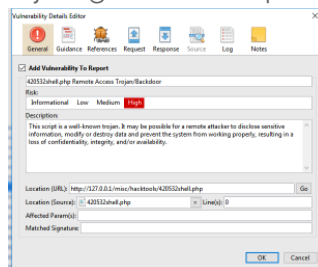 Vulnerability Details Editor
General Guidance References Request Response Source Log Notes
Add Vulnerability To Report
420532shell.php Remote Access Trojan/Backdoor
Risk:
Informational Low Medium High
Description:
This script is a well-known trojan. It may be possible for a remote attacker to disclose sensitive
information, modify or destroy data and prevent the system from working properly, resulting in a
loss of confidentiality, integrity, and/or availability.
Location (URL): http://127.0.0.1/misc/hacktools/420532shell.php Go
Location (Source): 420532shell.php Line(s): 0
Affected Param(s):
Matched Signature:
OK Cancel